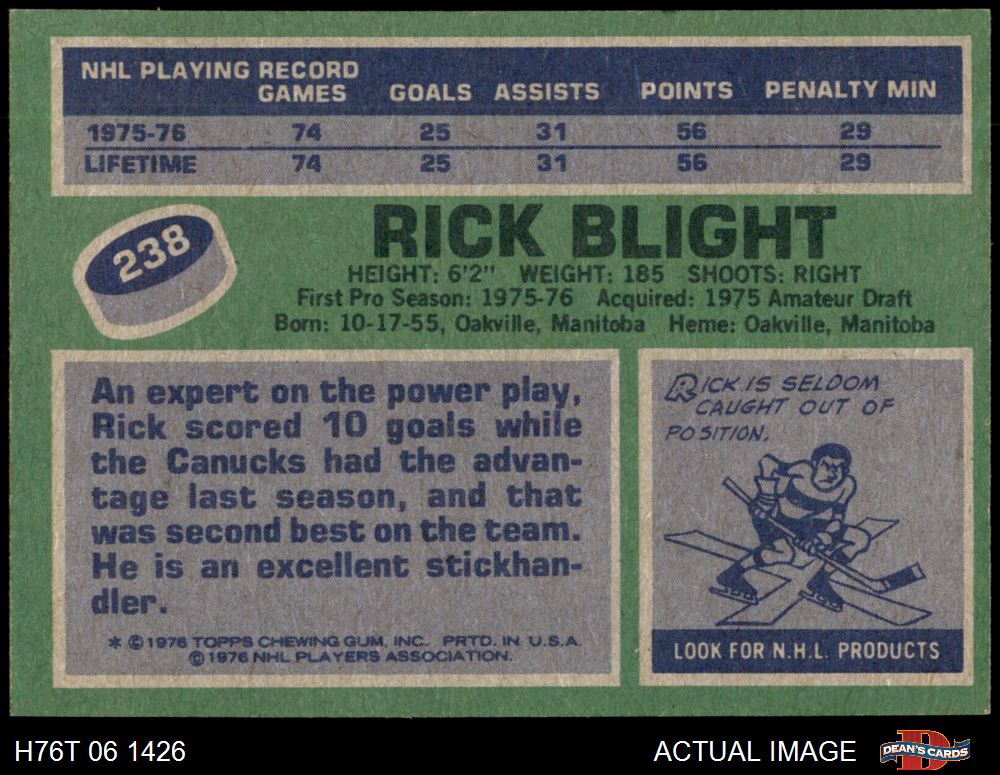 NHL PLAYING RECORD
GAMES GOALS ASSISTS POINTS PENALTY MIN
1975-76 74 25 31 56 29
LIFETIME 74 25 31 56 29
238
RICK BLIGHT
HEIGHT: 6'2" WEIGHT: 185 SHOOTS: RIGHT
First Pro Season: 1975-76 Acquired: 1975 Amateur Draft
Born: 10-17-55, Oakville, Manitoba Heme: Oakville, Manitoba
An expert on the power play,
Rick scored 10 goals while
the Canucks had the advan-
tage last season, and that
was second best on the team.
He is an excellent stickhan-
dler.
* © 1976 TOPPS CHEWING GUM, INC. PRTD. IN U.S.A.
© 1976 NHL PLAYERS ASSOCIATION.
RICK IS SELDOM
CAUGHT OUT OF
POSITION.
LOOK FOR N.H.L. PRODUCTS
H76T 06 1426
ACTUAL IMAGE
D
DEAN'S CARDS